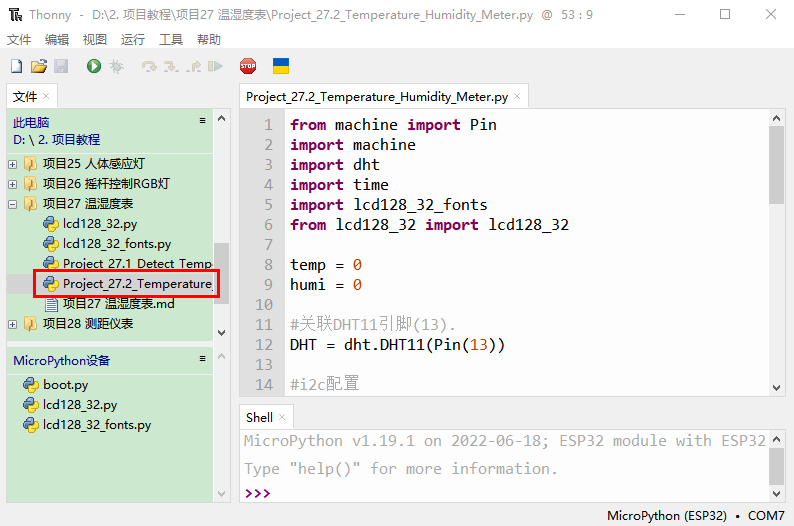 Thonny - D:\2. 项目教程\项目27 温湿度表\Project_27.2_Temperature_Humidity_Meter.py @ 53 : 9
文件 编辑 视图 运行 工具 帮助
STOP
文件 ×
此电脑
D: \ 2. 项目教程
项目25 人体感应灯
项目26 摇杆控制RGB灯
项目27 温湿度表
lcd128_32.py
lcd128_32_fonts.py
Project_27.1_Detect_Temp
Project_27.2_Temperature_
项目27 温湿度表.md
项目28 测距仪表
MicroPython设备
boot.py
lcd128_32.py
lcd128_32_fonts.py
Project_27.2_Temperature_Humidity_Meter.py ×
1 from machine import Pin
2 import machine
3 import dht
4 import time
5 import lcd128_32_fonts
6 from lcd128_32 import lcd128_32
7
8 temp = 0
9 humi = 0
10
11 #关联DHT11引脚(13).
12 DHT = dht.DHT11(Pin(13))
13
14 #i2c配置
Shell ×
MicroPython v1.19.1 on 2022-06-18; ESP32 module with ESP32
Type "help()" for more information.
>>>
MicroPython (ESP32) • COM7